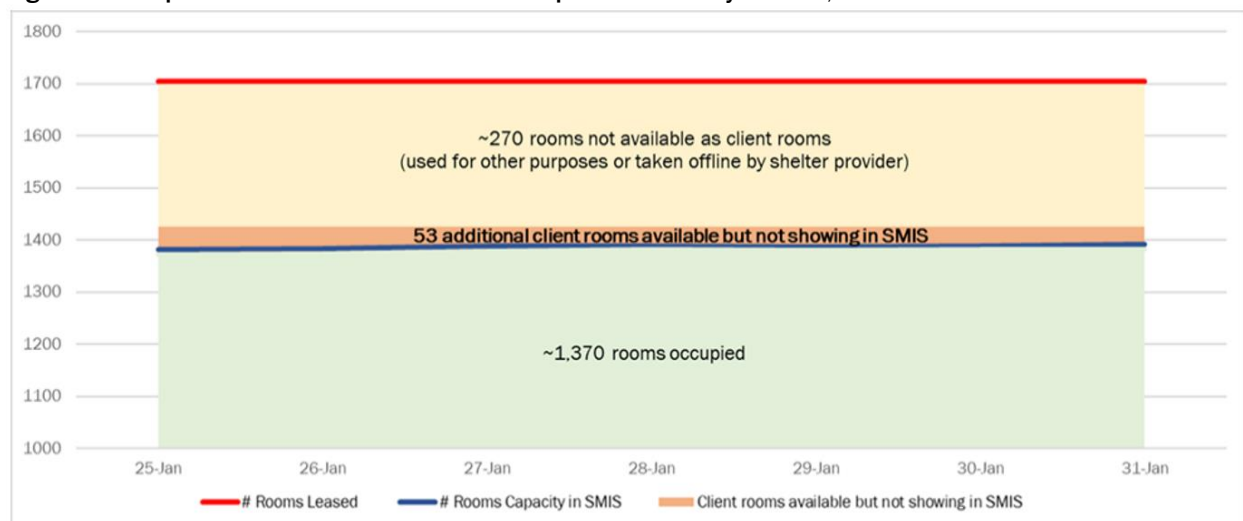 1800
1700
1600
1500
1400
1300
1200
1100
1000
~270 rooms not available as client rooms
(used for other purposes or taken offline by shelter provider)
53 additional client rooms available but not showing in SMIS
~1,370 rooms occupied
25-Jan 26-Jan 27-Jan 28-Jan 29-Jan 30-Jan 31-Jan
# Rooms Leased # Rooms Capacity in SMIS Client rooms available but not showing in SMIS